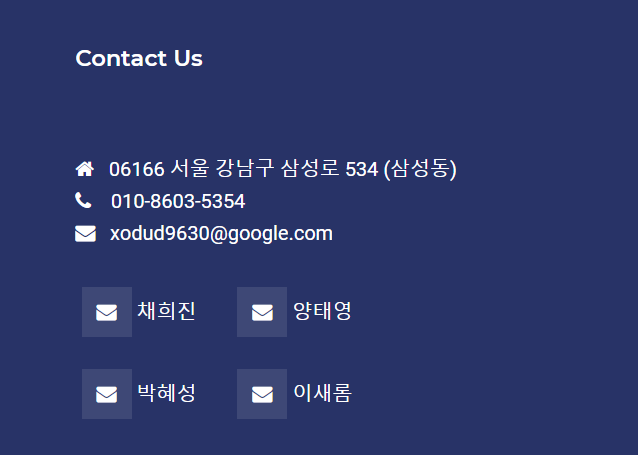 Contact Us
06166 서울 강남구 삼성로 534 (삼성동)
010-8603-5354
xodud9630@google.com
채희진 양태영
박혜성 이새롬